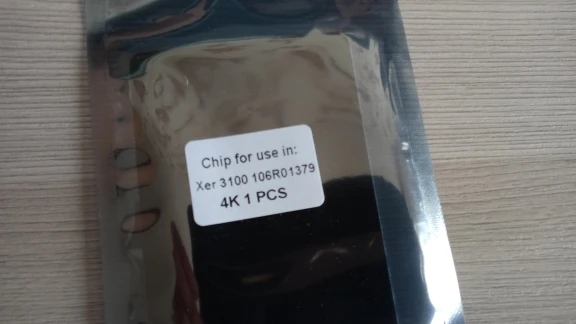 Chip for use in:
Xer 3100 106R01379
4K 1 PCS